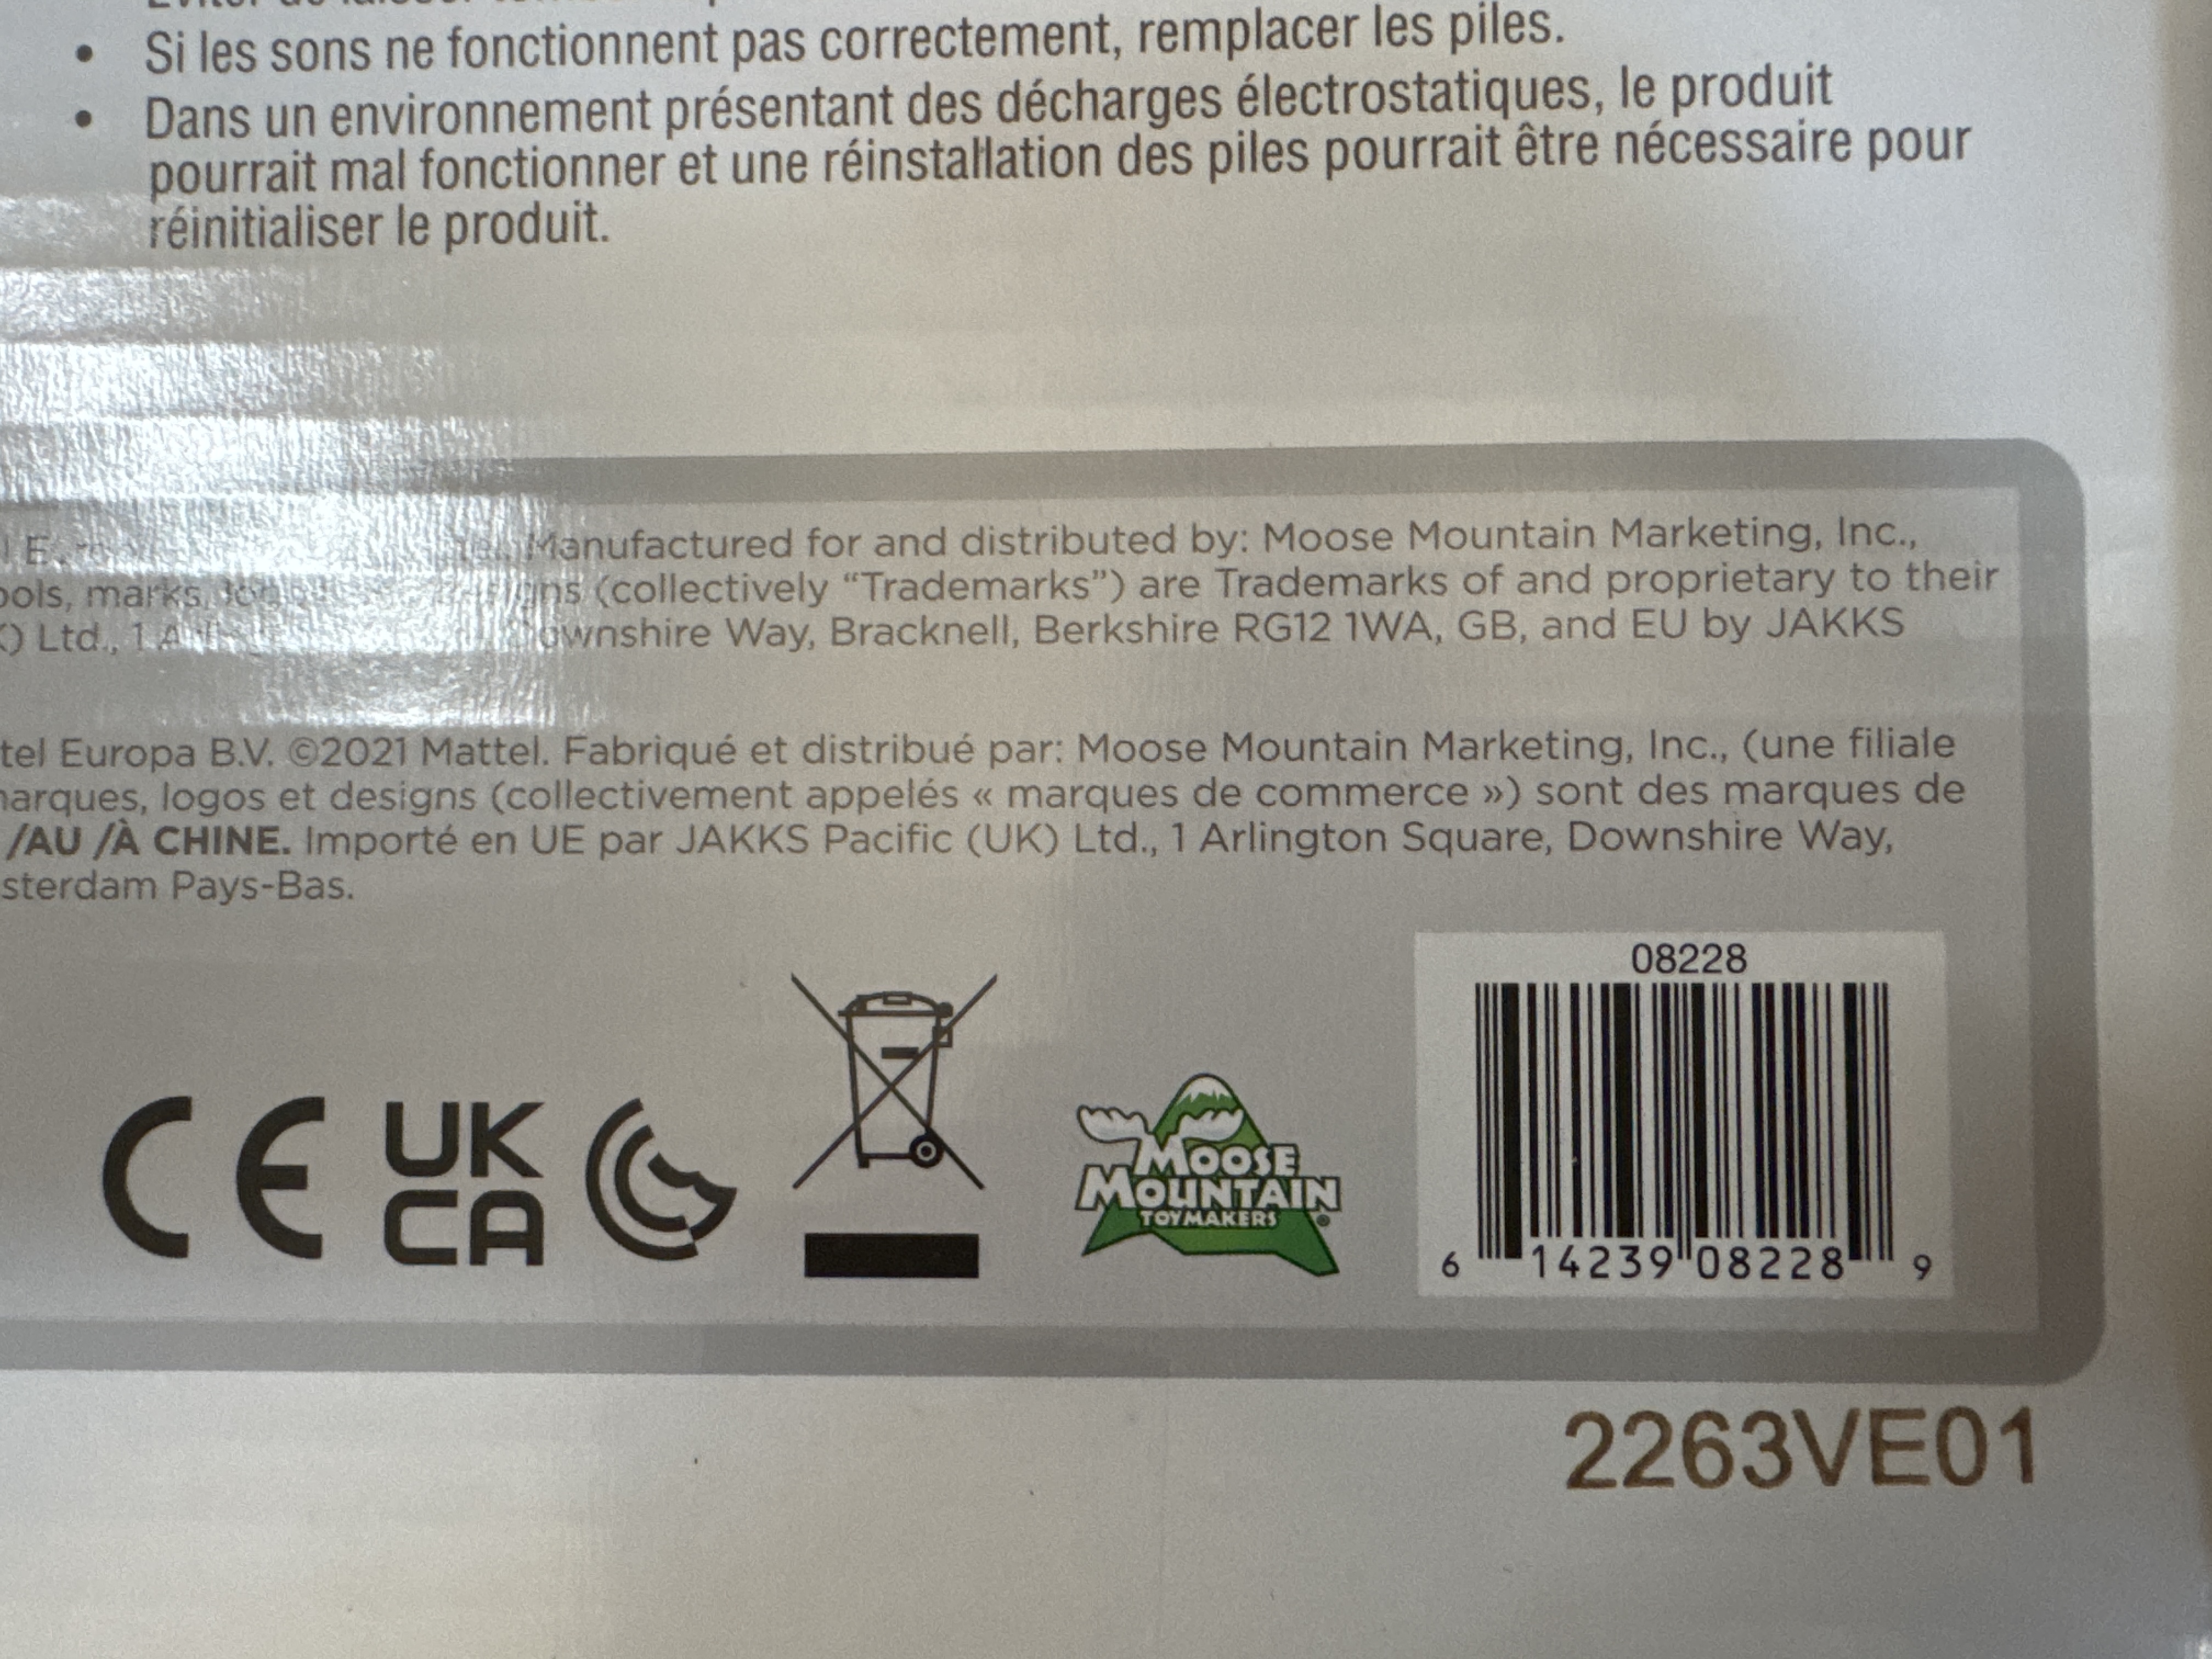 • Si les sons ne fonctionnent pas correctement, remplacer les piles.
• Dans un environnement présentant des décharges électrostatiques, le produit
pourrait mal fonctionner et une réinstallation des piles pourrait être nécessaire pour
réinitialiser le produit.
Manufactured for and distributed by: Moose Mountain Marketing, Inc.,
marks, (collectively “Trademarks”) are Trademarks of and proprietary to their
Ltd., 1 Downshire Way, Bracknell, Berkshire RG12 1WA, GB, and EU by JAKKS
tel Europa B.V. ©2021 Mattel. Fabriqué et distribué par: Moose Mountain Marketing, Inc., (une filiale
marques, logos et designs (collectivement appelés « marques de commerce ») sont des marques de
/AU /À CHINE. Importé en UE par JAKKS Pacific (UK) Ltd., 1 Arlington Square, Downshire Way,
sterdam Pays-Bas.
08228
CE UK
CA
MOOSE
MOUNTAIN
TOYMAKERS
6 14239 08228 9
2263VE01